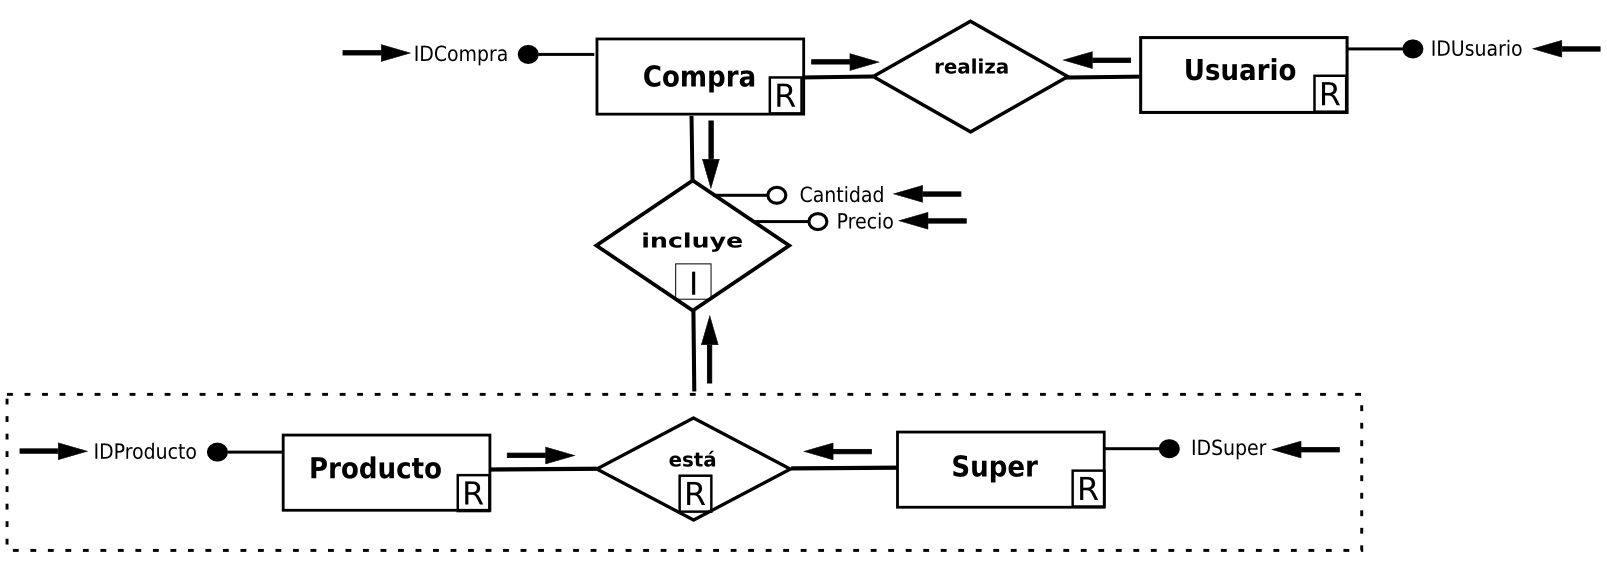 IDCompra
Compra
R
realiza
Usuario
R
IDUsuario
Cantidad
Precio
incluye
I
IDProducto
Producto
R
está
R
Super
R
IDSuper